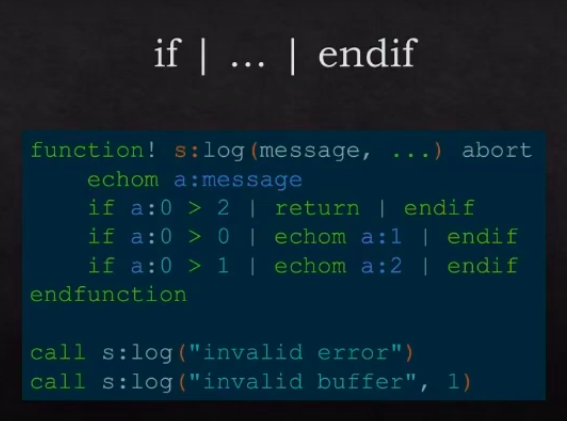 if | ... | endif
function! s:log(message, ...) abort
    echom a:message
    if a:0 > 2 | return | endif
    if a:0 > 0 | echom a:1 | endif
    if a:0 > 1 | echom a:2 | endif
endfunction

call s:log("invalid error")
call s:log("invalid buffer", 1)